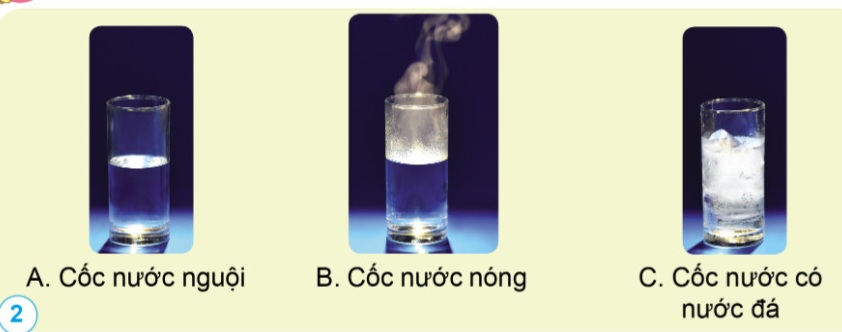 A. Cốc nước nguội
B. Cốc nước nóng
C. Cốc nước có
nước đá
2